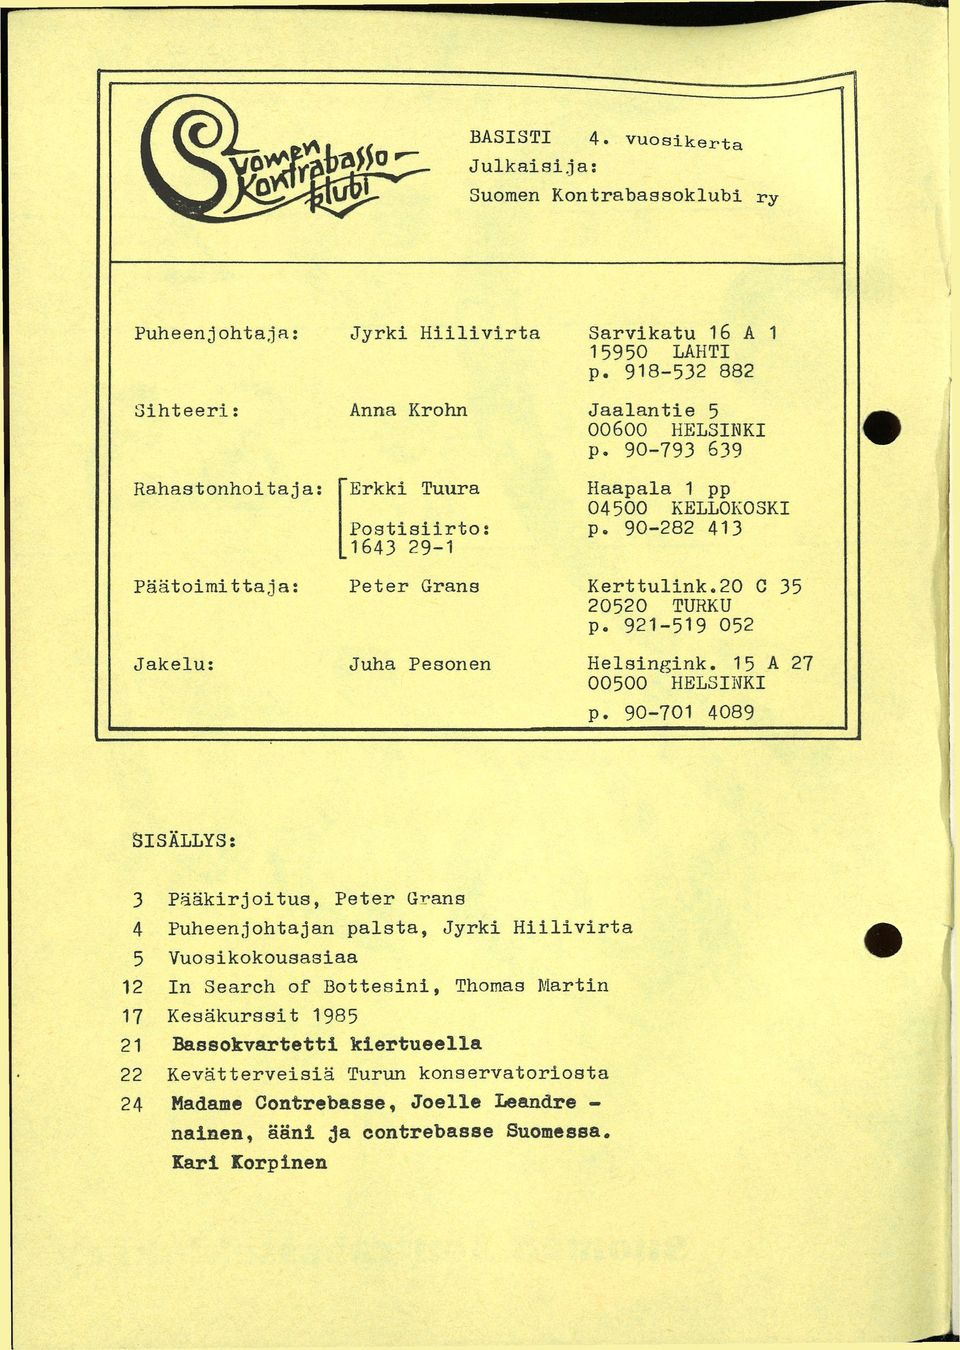 Suomen
Kontrabasso-
klubi
BASISTI 4. vuosikerta
Julkaisija:
Suomen Kontrabassoklubi ry
Puheenjohtaja: Jyrki Hiilivirta Sarvikatu 16 A 1
15950 LAHTI
p. 918-532 882
Sihteeri: Anna Krohn Jaalantie 5
00600 HELSINKI
p. 90-793 639
Rahastonhoitaja: Erkki Tuura Haapala 1 pp
04500 KELLOKOSKI
Postisiirto: p. 90-282 413
1643 29-1
Päätoimittaja: Peter Grans Kerttulink.20 C 35
20520 TURKU
p. 921-519 052
Jakelu: Juha Pesonen Helsingink. 15 A 27
00500 HELSINKI
p. 90-701 4089
SISÄLLYS:
3 Pääkirjoitus, Peter Grans
4 Puheenjohtajan palsta, Jyrki Hiilivirta
5 Vuosikokousasiaa
12 In Search of Bottesini, Thomas Martin
17 Kesäkurssit 1985
21 Bassokvartetti kiertueella
22 Kevätterveisiä Turun konservatoriosta
24 Madame Contrebasse, Joelle Leandre -
nainen, ääni ja contrebasse Suomessa.
Kari Korpinen